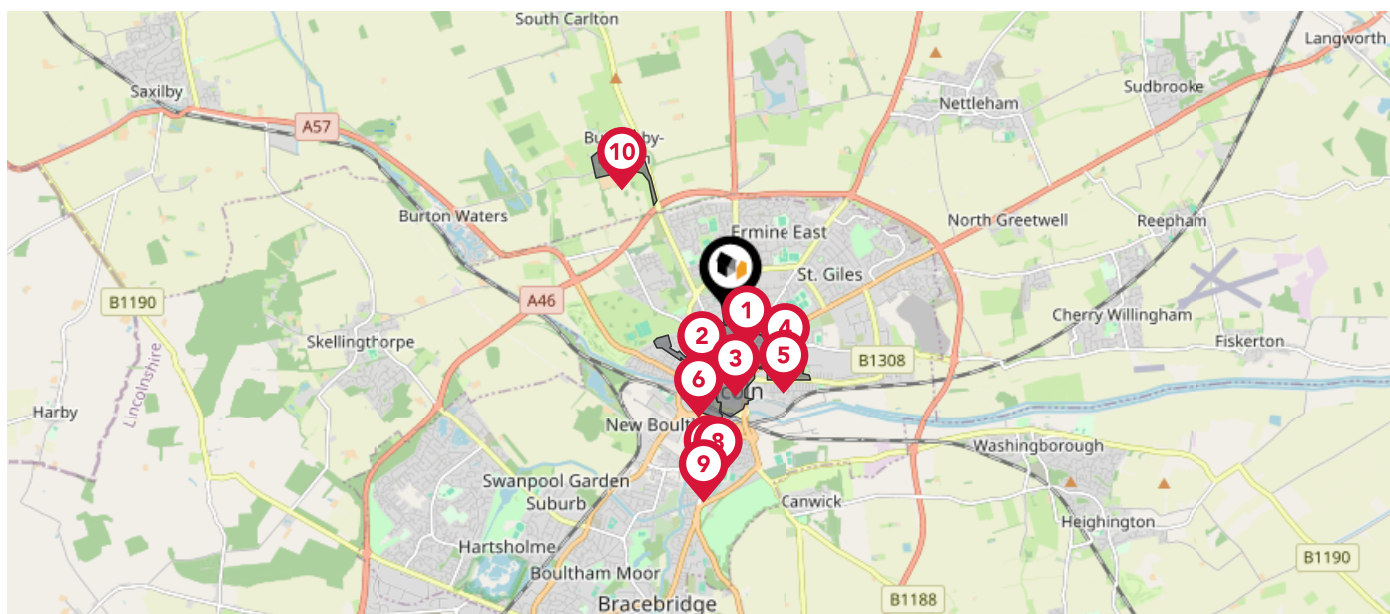 South Carlton
Langworth
Saxilby
Sudbrooke
Nettleham
A57
10
Burton Waters
North Greetwell
Reepham
Ermine East
St. Giles
B1190
A46
1
Cherry Willingham
4
2
Skellingthorpe
Fiskerton
3
5
B1308
6
Lincolnshire
Harby
Washingborough
8
9
Swanpool Garden
Suburb
Canwick
Heighington
Hartsholme
B1190
Boultham Moor
B1188
Bracebridge